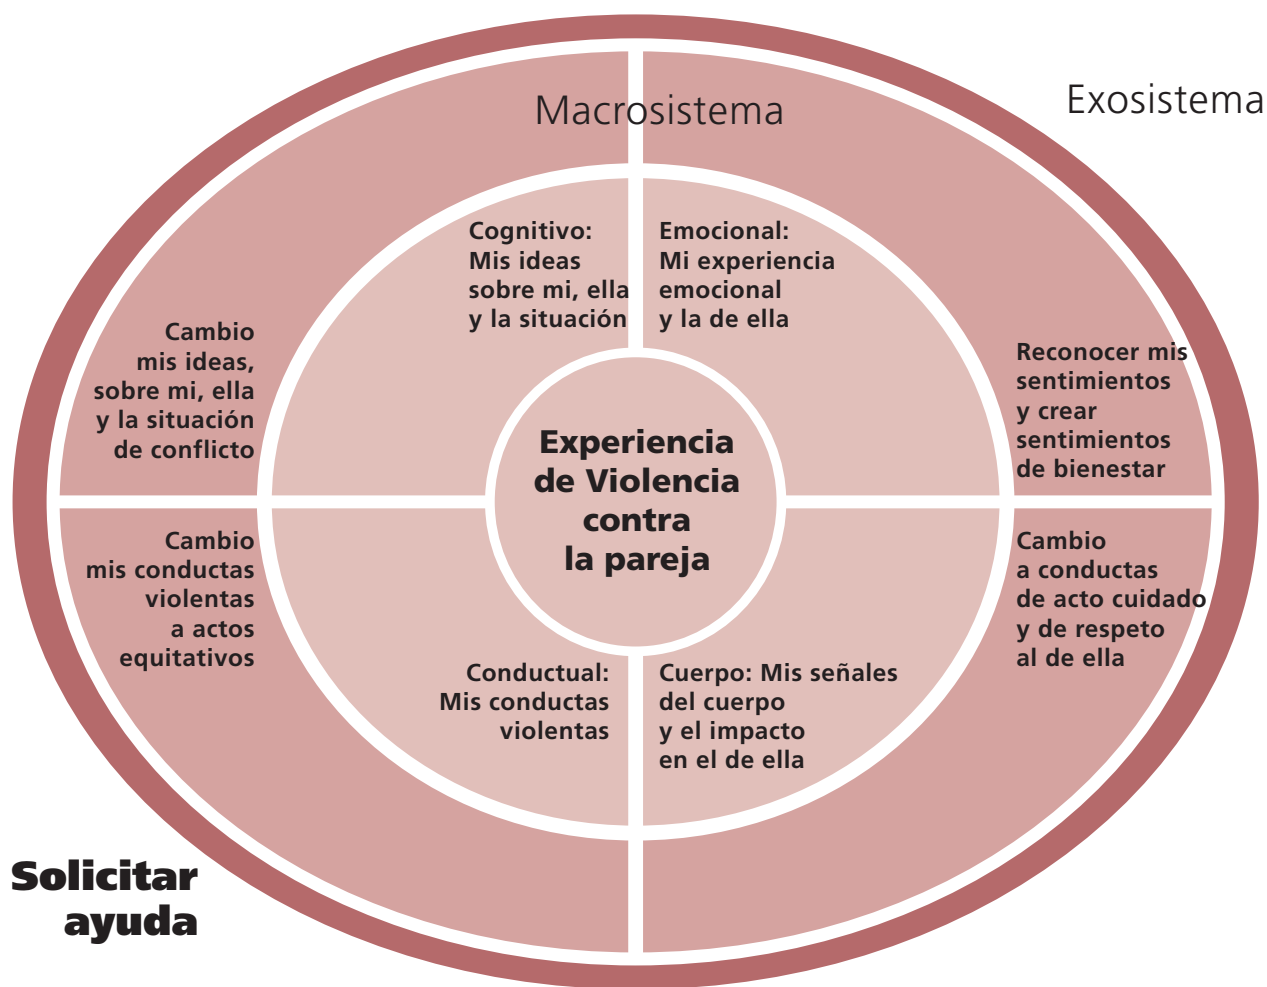 Macrosistema
Exosistema
Cognitivo:
Mis ideas
sobre mi, ella
y la situación
Emocional:
Mi experiencia
emocional
y la de ella
Cambio
mis ideas,
sobre mi, ella
y la situación
de conflicto
Reconocer mis
sentimientos
y crear
sentimientos
de bienestar
Experiencia
de Violencia
contra
la pareja
Cambio
mis conductas
violentas
a actos
equitativos
Cambio
a conductas
de acto cuidado
y de respeto
al de ella
Conductual:
Mis conductas
violentas
Cuerpo: Mis señales
del cuerpo
y el impacto
en el de ella
Solicitar
ayuda